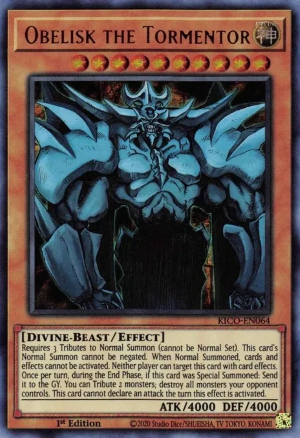 OBELISK THE TORMENTOR
神
KICO-EN064
[DIVINE-BEAST/EFFECT]
Requires 3 Tributes to Normal Summon (cannot be Normal Set). This card's
Normal Summon cannot be negated. When Normal Summoned, cards and
effects cannot be activated. Neither player can target this card with card effects.
Once per turn, during the End Phase, if this card was Special Summoned: Send
it to the GY. You can Tribute 2 monsters; destroy all monsters your opponent
controls. This card cannot declare an attack the turn this effect is activated.
ATK/4000 DEF/4000
1st Edition
©2020 Studio Dice/SHUEISHA, TV TOKYO, KONAMI